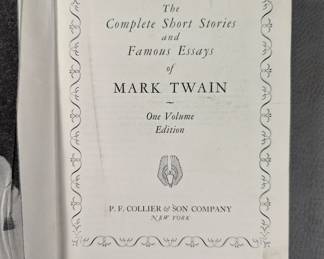 The
Complete Short Stories
and
Famous Essays
of
MARK TWAIN
~
One Volume
Edition
P. F. COLLIER & SON COMPANY
NEW YORK